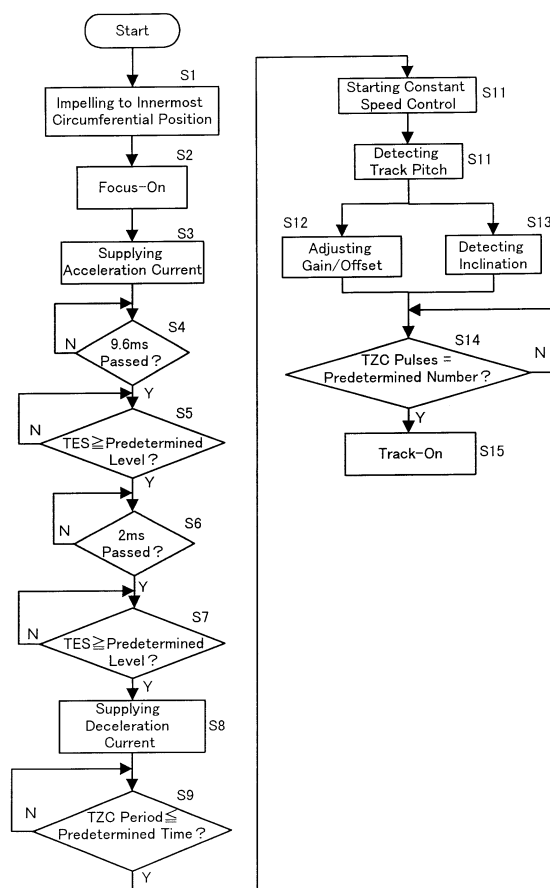 Start
S1
Impelling to Innermost
Circumferential Position
S2
Focus-On
S3
Supplying
Acceleration Current
S4
N
9.6ms
Passed?
Y
S5
N
TES≧Predetermined
Level?
Y
S6
N
2ms
Passed?
Y
S7
N
TES≧Predetermined
Level?
Y
Supplying
Deceleration
Current
S8
S9
N
TZC Period≦
Predetermined Time?
Y
Starting Constant
Speed Control
S11
Detecting
Track Pitch
S11
S12
Adjusting
Gain/Offset
S13
Detecting
Inclination
S14
TZC Pulses =
Predetermined Number?
N
Y
Track-On
S15